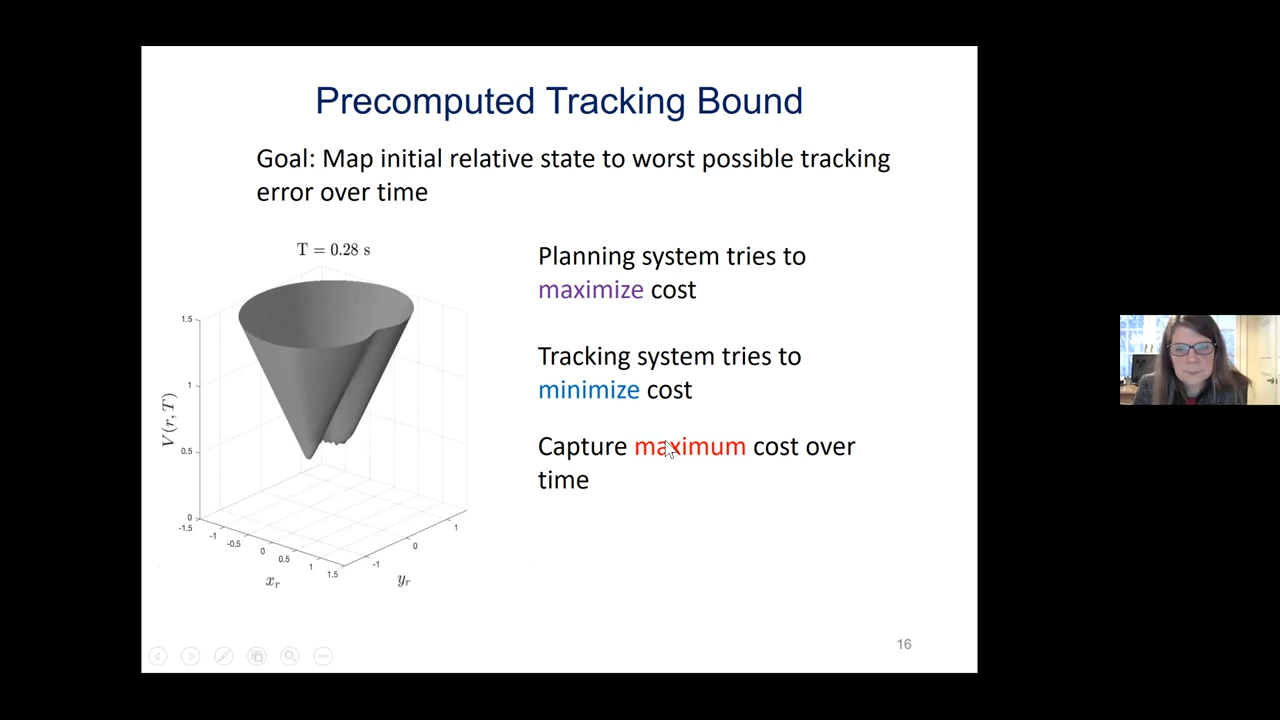 Precomputed Tracking Bound
Goal: Map initial relative state to worst possible tracking
error over time
T = 0.28 s
1.5
1
0.5
0
V(r, T)
-1.5
-1
-0.5
0
0.5
1
1.5
x_r
-1
0
1
y_r
Planning system tries to
maximize cost
Tracking system tries to
minimize cost
Capture maximum cost over
time
16